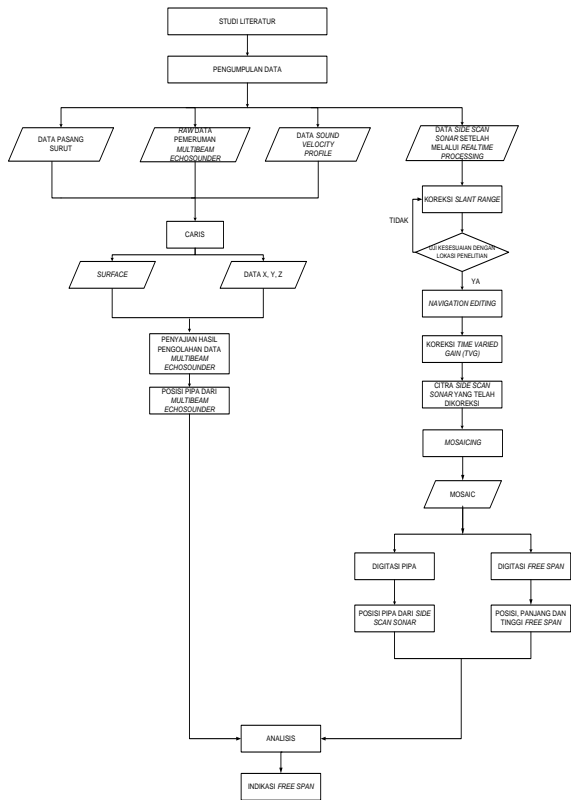 STUDI LITERATUR
PENGUMPULAN DATA
DATA PASANG
SURUT
RAW DATA
PEMERUMAN
MULTIBEAM
ECHOSOUNDER
DATA SOUND
VELOCITY
PROFILE
DATA SIDE SCAN
SONAR SETELAH
MELALUI REALTIME
PROCESSING
KOREKSI SLANT RANGE
TIDAK
UJI KESESUAIAN DENGAN
LOKASI PENELITIAN
YA
CARIS
SURFACE
DATA X, Y, Z
NAVIGATION EDITING
PENYAJIAN HASIL
PENGOLAHAN DATA
MULTIBEAM
ECHOSOUNDER
KOREKSI TIME VARIED
GAIN (TVG)
POSISI PIPA DARI
MULTIBEAM
ECHOSOUNDER
CITRA SIDE SCAN
SONAR YANG TELAH
DIKOREKSI
MOSAICING
MOSAIC
DIGITASI PIPA
DIGITASI FREE SPAN
POSISI PIPA DARI SIDE
SCAN SONAR
POSISI, PANJANG DAN
TINGGI FREE SPAN
ANALISIS
INDIKASI FREE SPAN